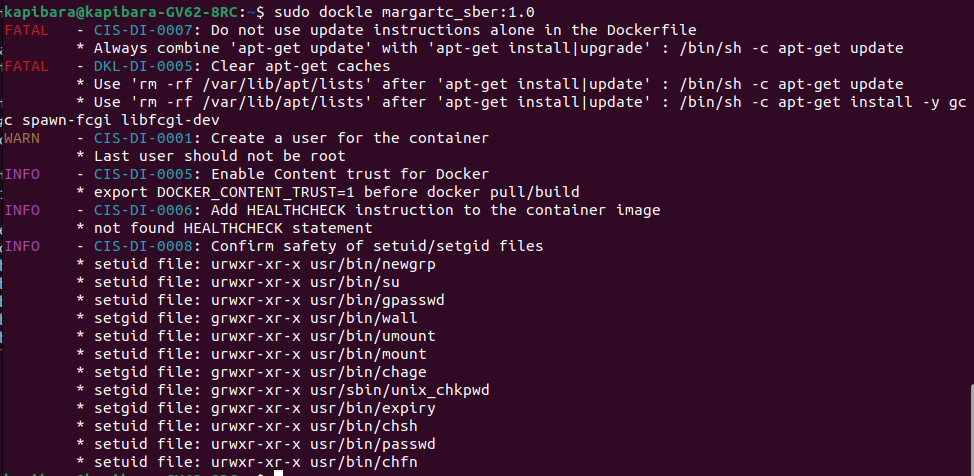 kapibara@kapibara-GV62-8RC:~$ sudo dockle margartc_sber:1.0
FATAL   - CIS-DI-0007: Do not use update instructions alone in the Dockerfile
        * Always combine 'apt-get update' with 'apt-get install|upgrade' : /bin/sh -c apt-get update
FATAL   - DKL-DI-0005: Clear apt-get caches
        * Use 'rm -rf /var/lib/apt/lists' after 'apt-get install|update' : /bin/sh -c apt-get update
        * Use 'rm -rf /var/lib/apt/lists' after 'apt-get install|update' : /bin/sh -c apt-get install -y gc
c spawn-fcgi libfcgi-dev
WARN    - CIS-DI-0001: Create a user for the container
        * Last user should not be root
INFO    - CIS-DI-0005: Enable Content trust for Docker
        * export DOCKER_CONTENT_TRUST=1 before docker pull/build
INFO    - CIS-DI-0006: Add HEALTHCHECK instruction to the container image
        * not found HEALTHCHECK statement
INFO    - CIS-DI-0008: Confirm safety of setuid/setgid files
        * setuid file: urwxr-xr-x usr/bin/newgrp
        * setuid file: urwxr-xr-x usr/bin/su
        * setuid file: urwxr-xr-x usr/bin/gpasswd
        * setgid file: grwxr-xr-x usr/bin/wall
        * setuid file: urwxr-xr-x usr/bin/umount
        * setuid file: urwxr-xr-x usr/bin/mount
        * setgid file: grwxr-xr-x usr/bin/chage
        * setgid file: grwxr-xr-x usr/sbin/unix_chkpwd
        * setgid file: grwxr-xr-x usr/bin/expiry
        * setuid file: urwxr-xr-x usr/bin/chsh
        * setuid file: urwxr-xr-x usr/bin/passwd
        * setuid file: urwxr-xr-x usr/bin/chfn